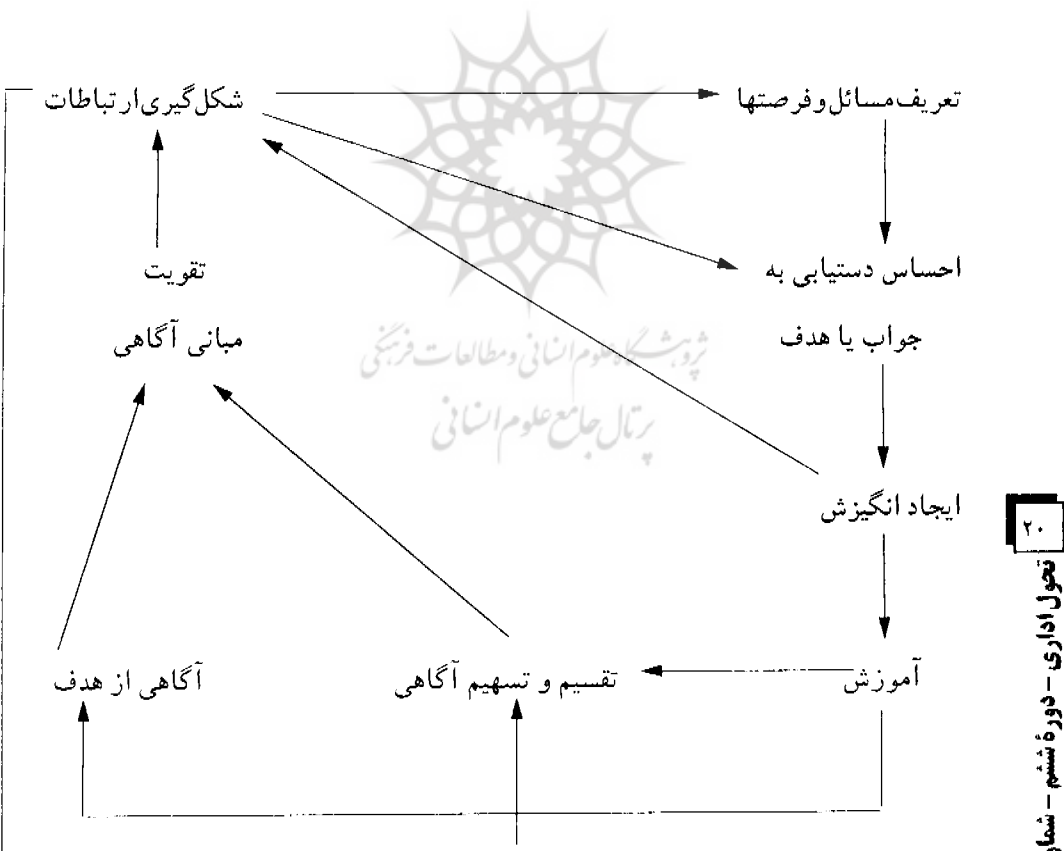 تعریف مسائل و فرصتها
شکل‌گیری ارتباطات
احساس دستیابی به
جواب یا هدف
تقویت
مبانی آگاهی
پژوهشگاه علوم انسانی و مطالعات فرهنگی
پرتال جامع علوم انسانی
ایجاد انگیزش
آموزش
تقسیم و تسهیم آگاهی
آگاهی از هدف
۲۰
تحول اداری – دورهٔ ششم – شما